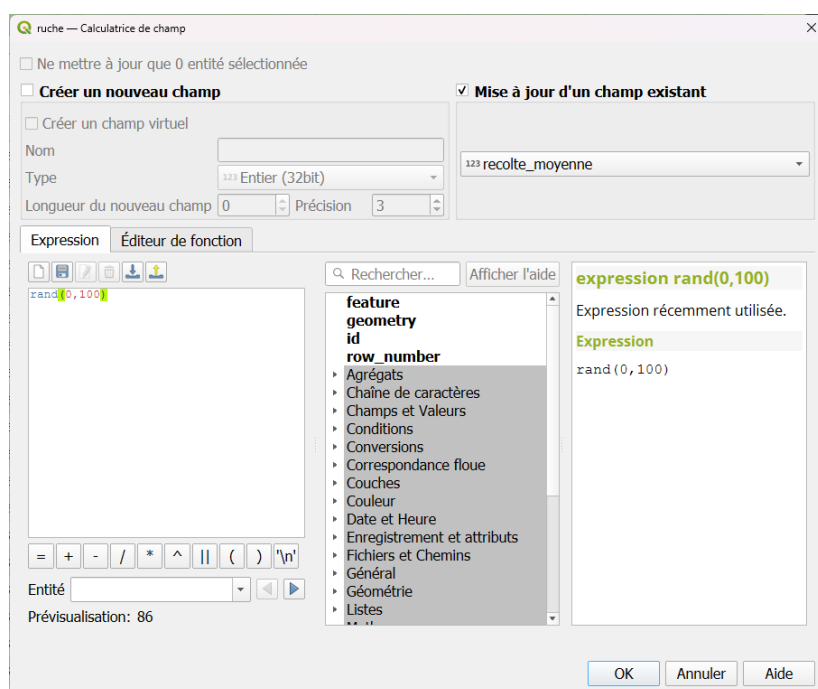 ruche — Calculatrice de champ
Ne mettre à jour que 0 entité sélectionnée
Créer un nouveau champ
Mise à jour d'un champ existant
Créer un champ virtuel
Nom
123 recolte_moyenne
Type
123 Entier (32bit)
Longueur du nouveau champ 0 Précision 3
Expression Éditeur de fonction
Rechercher... Afficher l'aide
rand(0,100)
feature
geometry
id
row_number
Agrégats
Chaîne de caractères
Champs et Valeurs
Conditions
Conversions
Correspondance floue
Couches
Couleur
Date et Heure
Enregistrement et attributs
Fichiers et Chemins
Général
Géométrie
Listes
expression rand(0,100)
Expression récemment utilisée.
Expression
rand(0,100)
= + - / * ^ || ( ) '\n'
Entité
Prévisualisation: 86
OK Annuler Aide